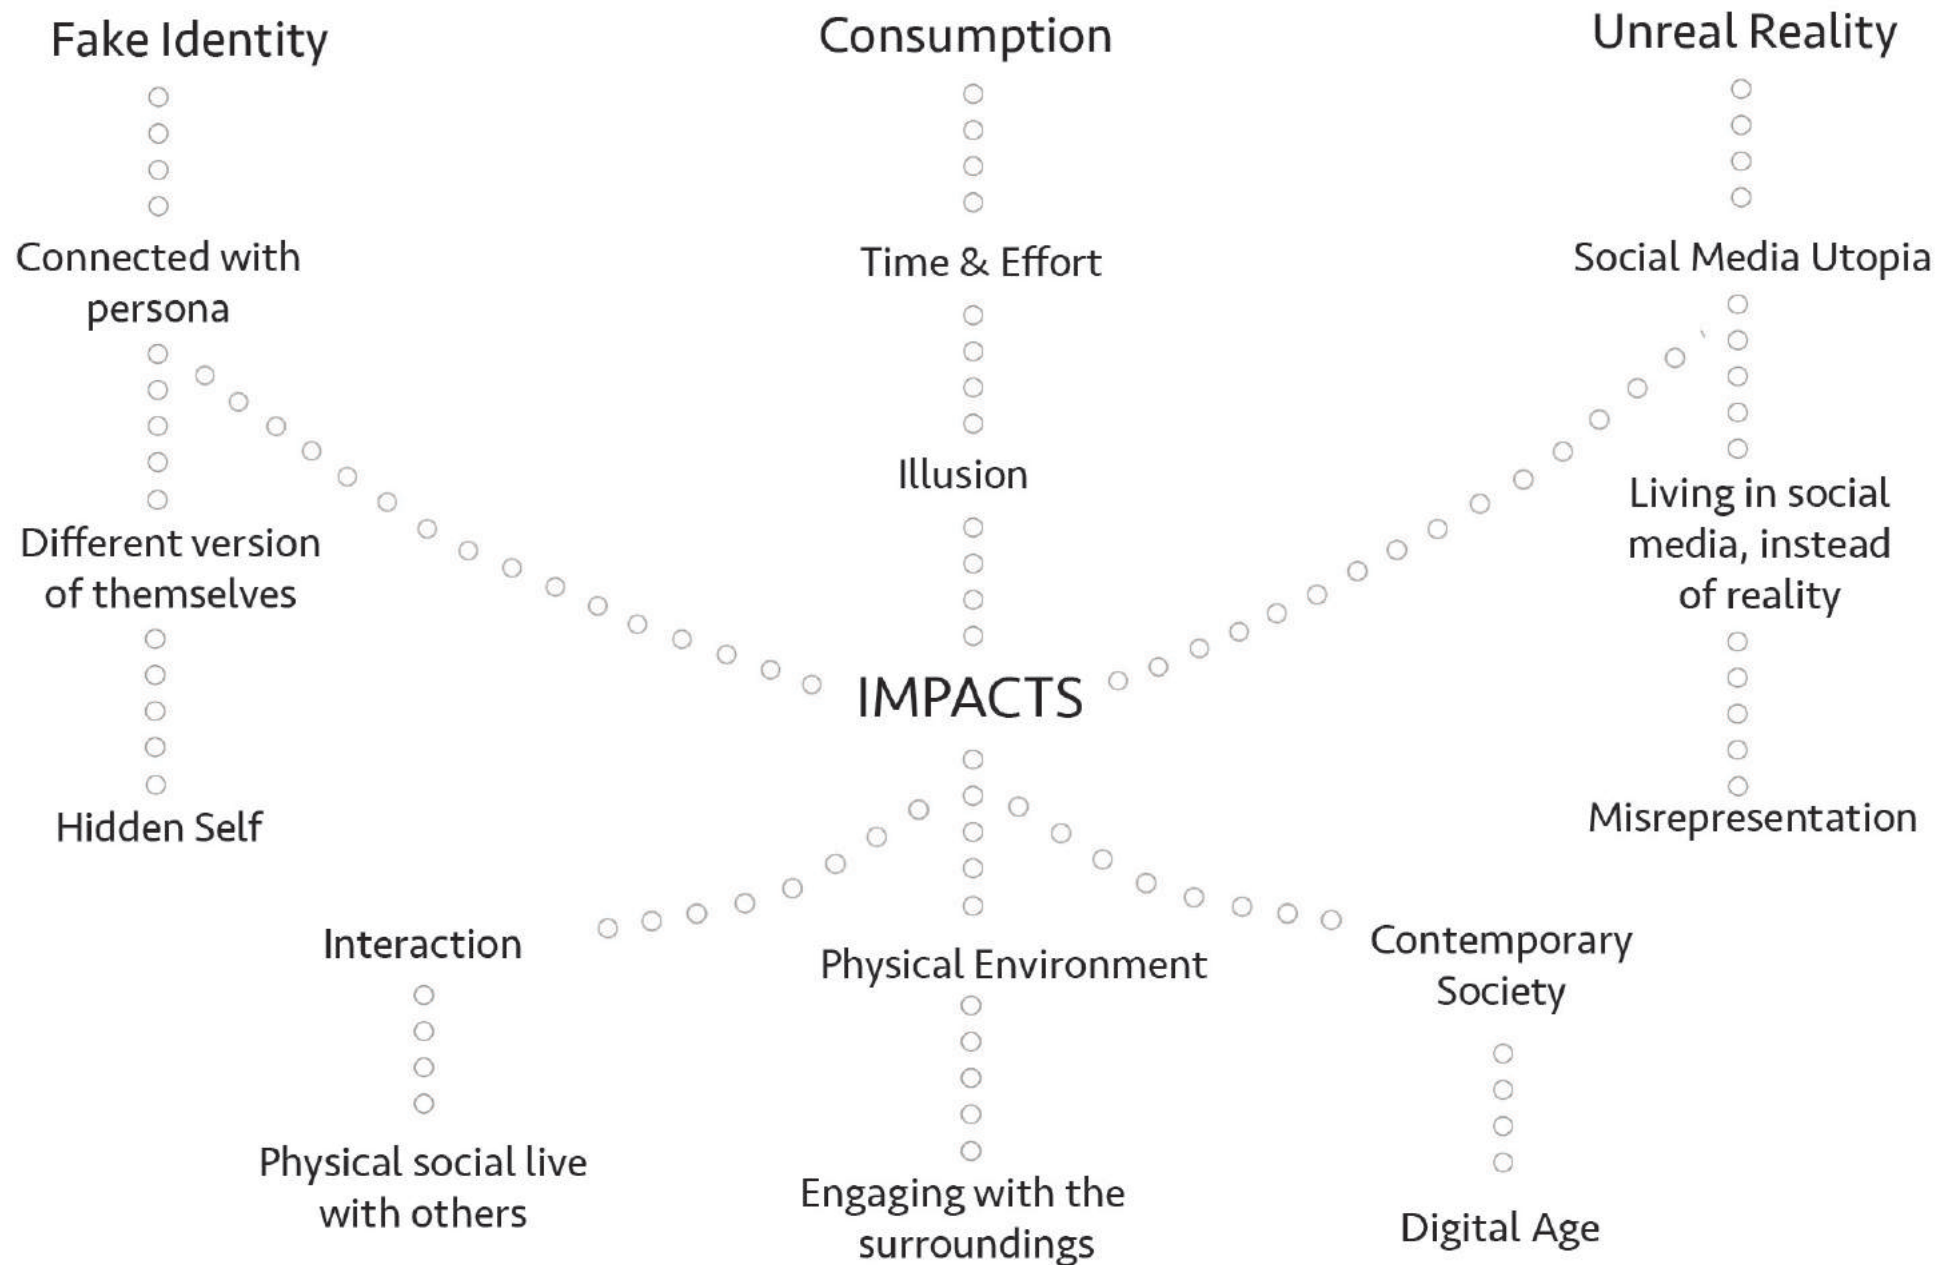 Fake Identity
Consumption
Unreal Reality
Connected with
persona
Time & Effort
Social Media Utopia
Illusion
Different version
of themselves
Living in social
media, instead
of reality
IMPACTS
Hidden Self
Misrepresentation
Interaction
Physical Environment
Contemporary
Society
Physical social live
with others
Engaging with the
surroundings
Digital Age